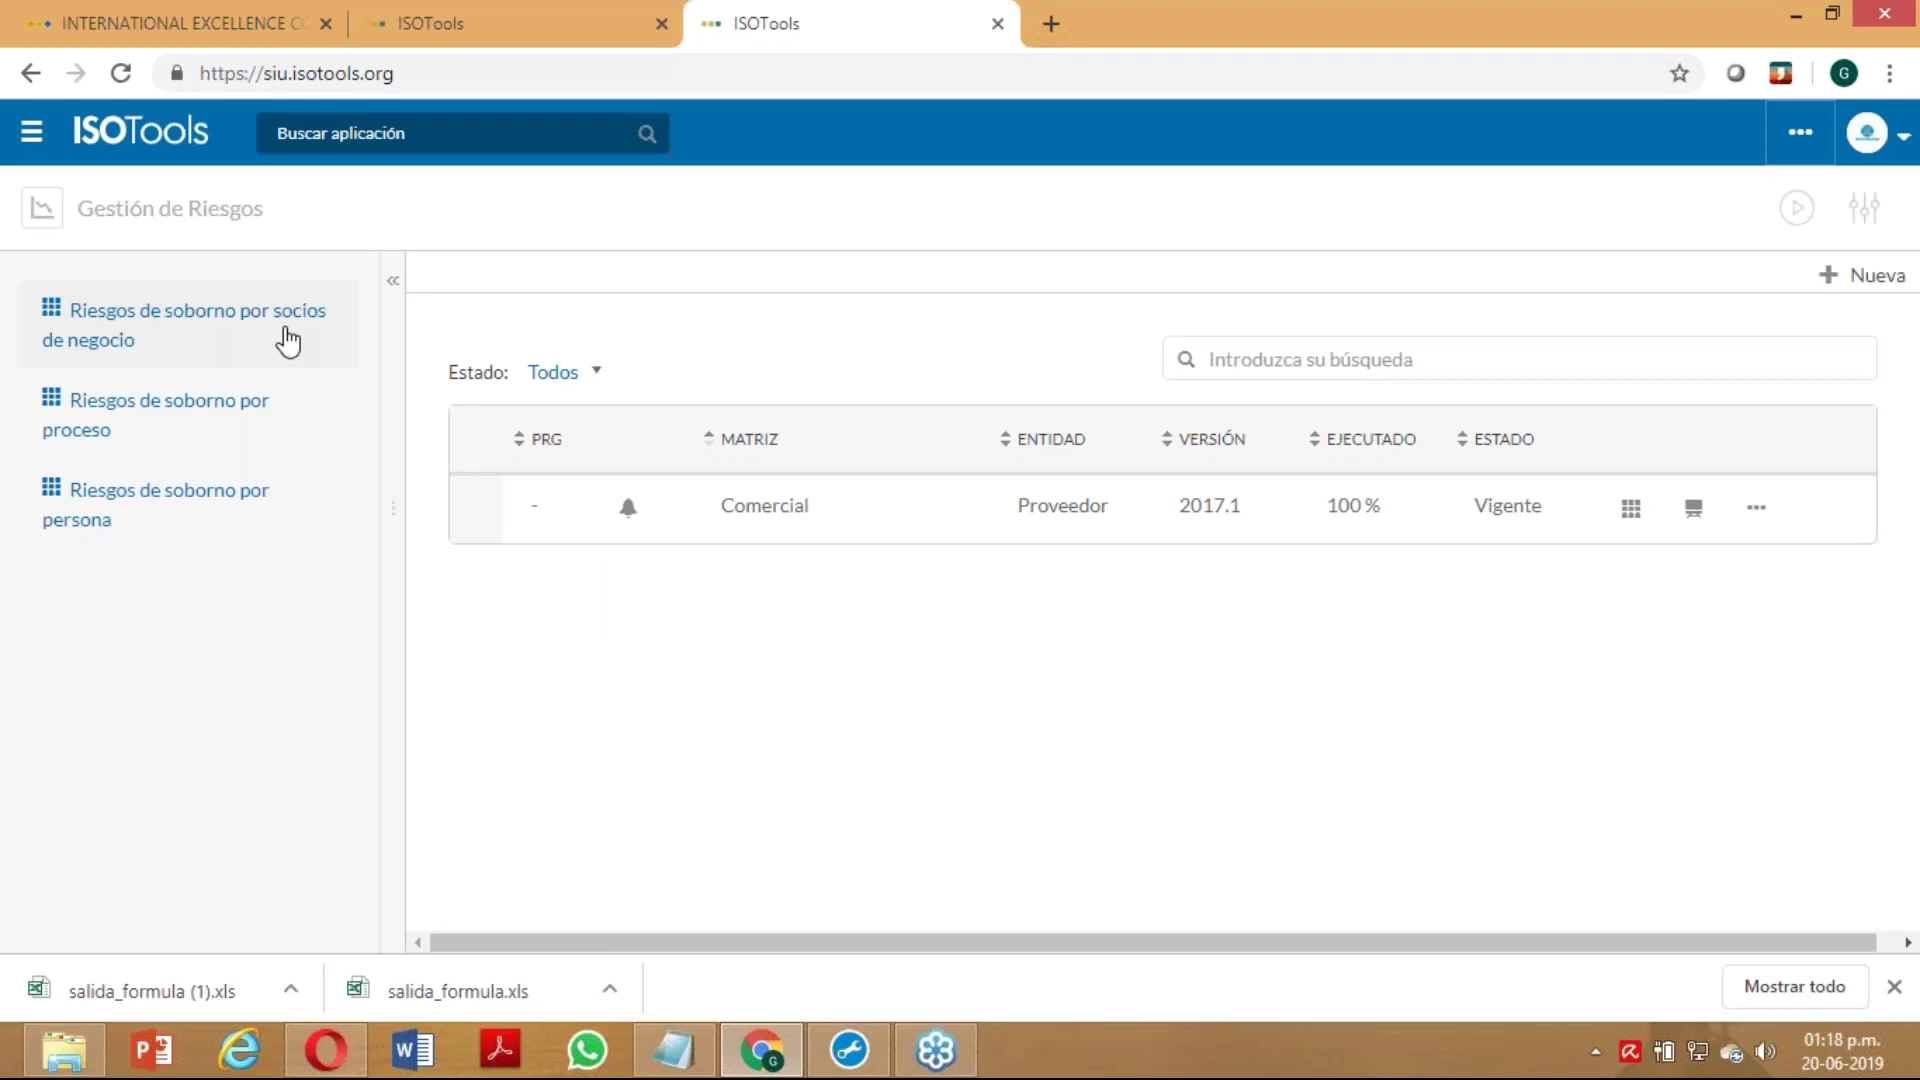 INTERNATIONAL EXCELLENCE CO
ISOTools
ISOTools
https://siu.isotools.org
G
ISOTools
Buscar aplicación
Gestión de Riesgos
Nueva
Riesgos de soborno por socios
de negocio
Riesgos de soborno por
proceso
Riesgos de soborno por
persona
Estado: Todos
Introduzca su búsqueda
PRG MATRIZ ENTIDAD VERSIÓN EJECUTADO ESTADO
- Comercial Proveedor 2017.1 100 % Vigente
salida_formula (1).xls
salida_formula.xls
Mostrar todo
01:18 p.m.
20-06-2019